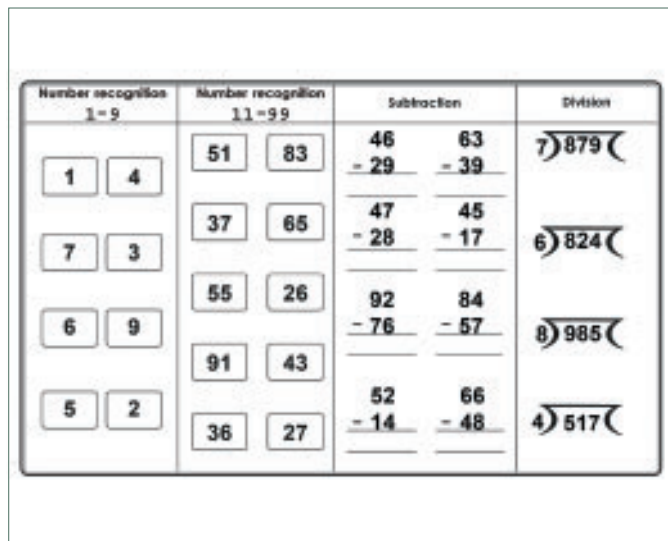 Number recognition
1-9
1 4
7 3
6 9
5 2
Number recognition
11-99
51 83
37 65
55 26
91 43
36 27
Subtraction
46 63
- 29 - 39
47 45
- 28 - 17
92 84
- 76 - 57
52 66
- 14 - 48
Division
7)879(
6)824(
8)985(
4)517(